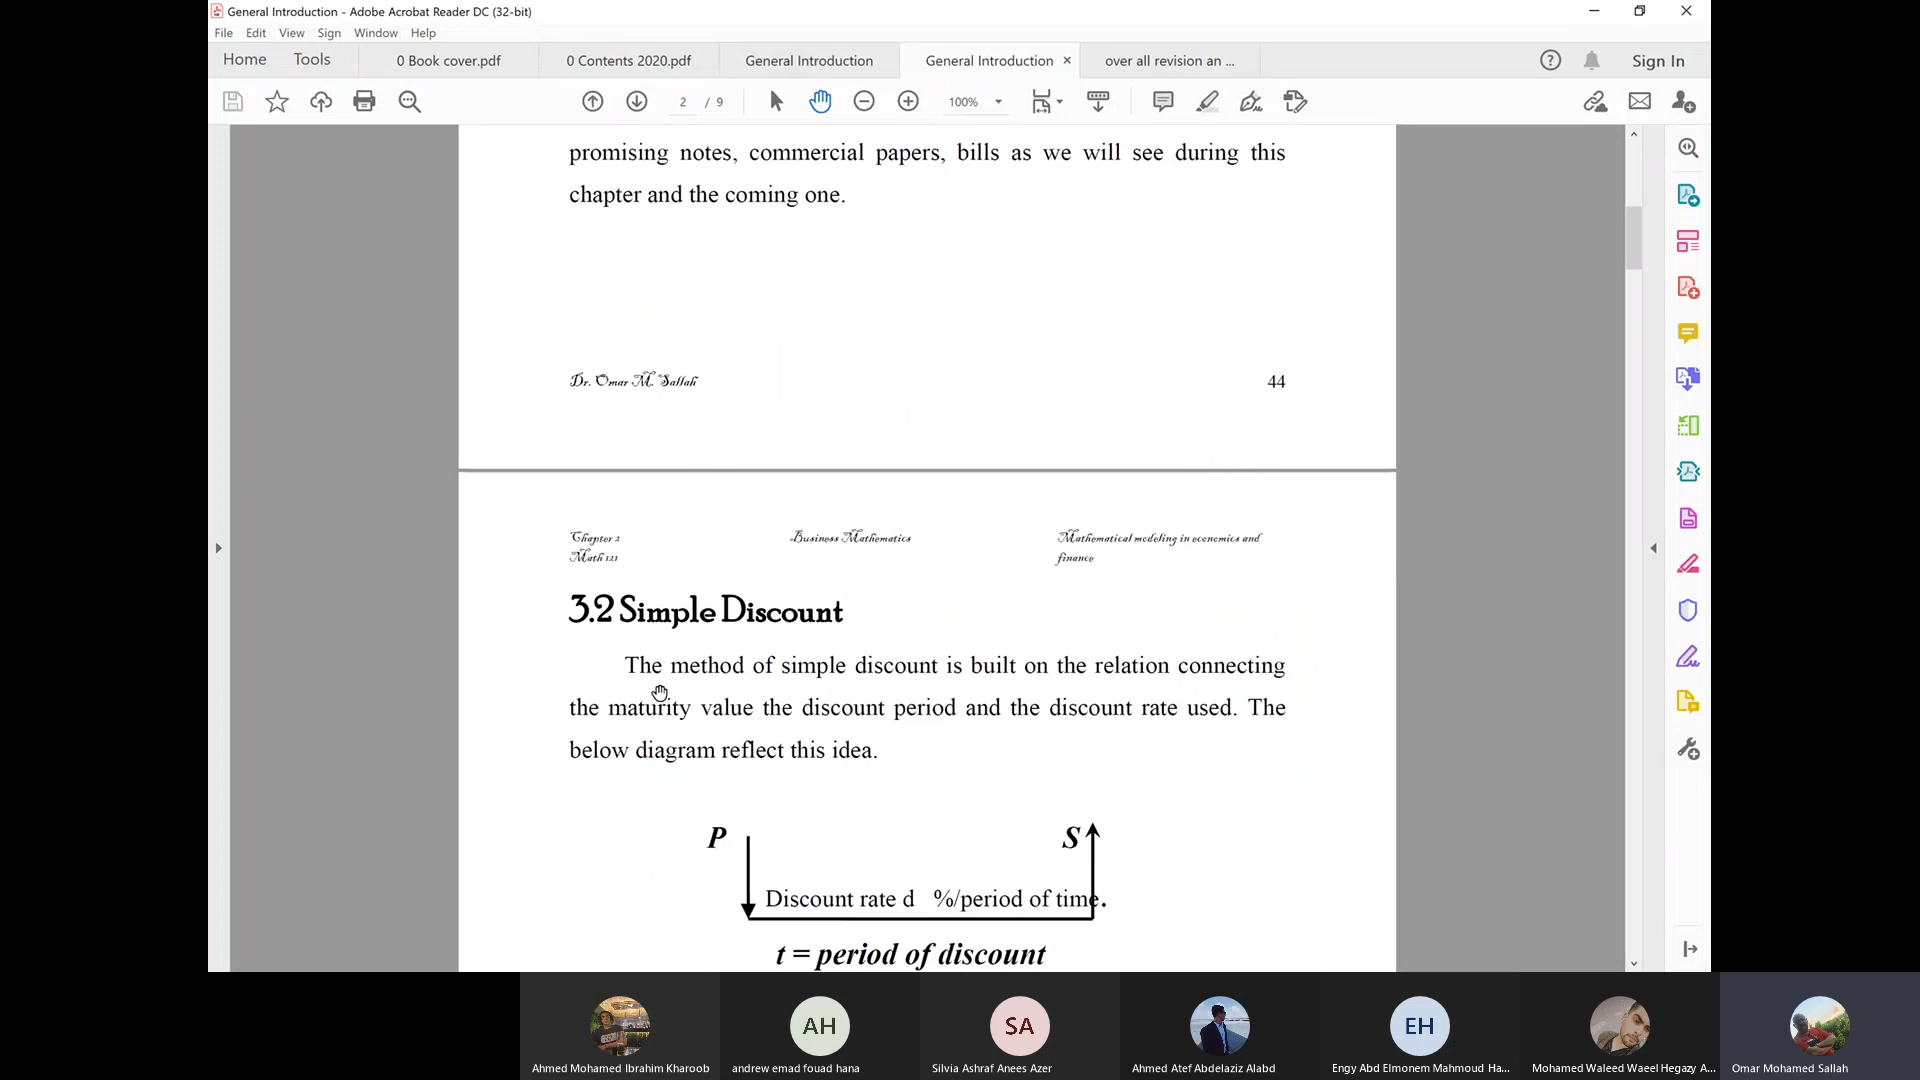 General Introduction - Adobe Acrobat Reader DC (32-bit)
File Edit View Sign Window Help
Home Tools 0 Book cover.pdf 0 Contents 2020.pdf General Introduction General Introduction × over all revision an ... Sign In
2 / 9 100%
promising notes, commercial papers, bills as we will see during this
chapter and the coming one.
Dr. Omar M. Sallah 44
Chapter 2 Business Mathematics Mathematical modeling in economics and
Math 121 finance
3.2 Simple Discount
The method of simple discount is built on the relation connecting
the maturity value the discount period and the discount rate used. The
below diagram reflect this idea.
P S
Discount rate d %/period of time.
t = period of discount
AH SA EH
Ahmed Mohamed Ibrahim Kharoob andrew emad fouad hana Silvia Ashraf Anees Azer Ahmed Atef Abdelaziz Alabd Engy Abd Elmonem Mahmoud Ha... Mohamed Waleed Waeel Hegazy A... Omar Mohamed Sallah